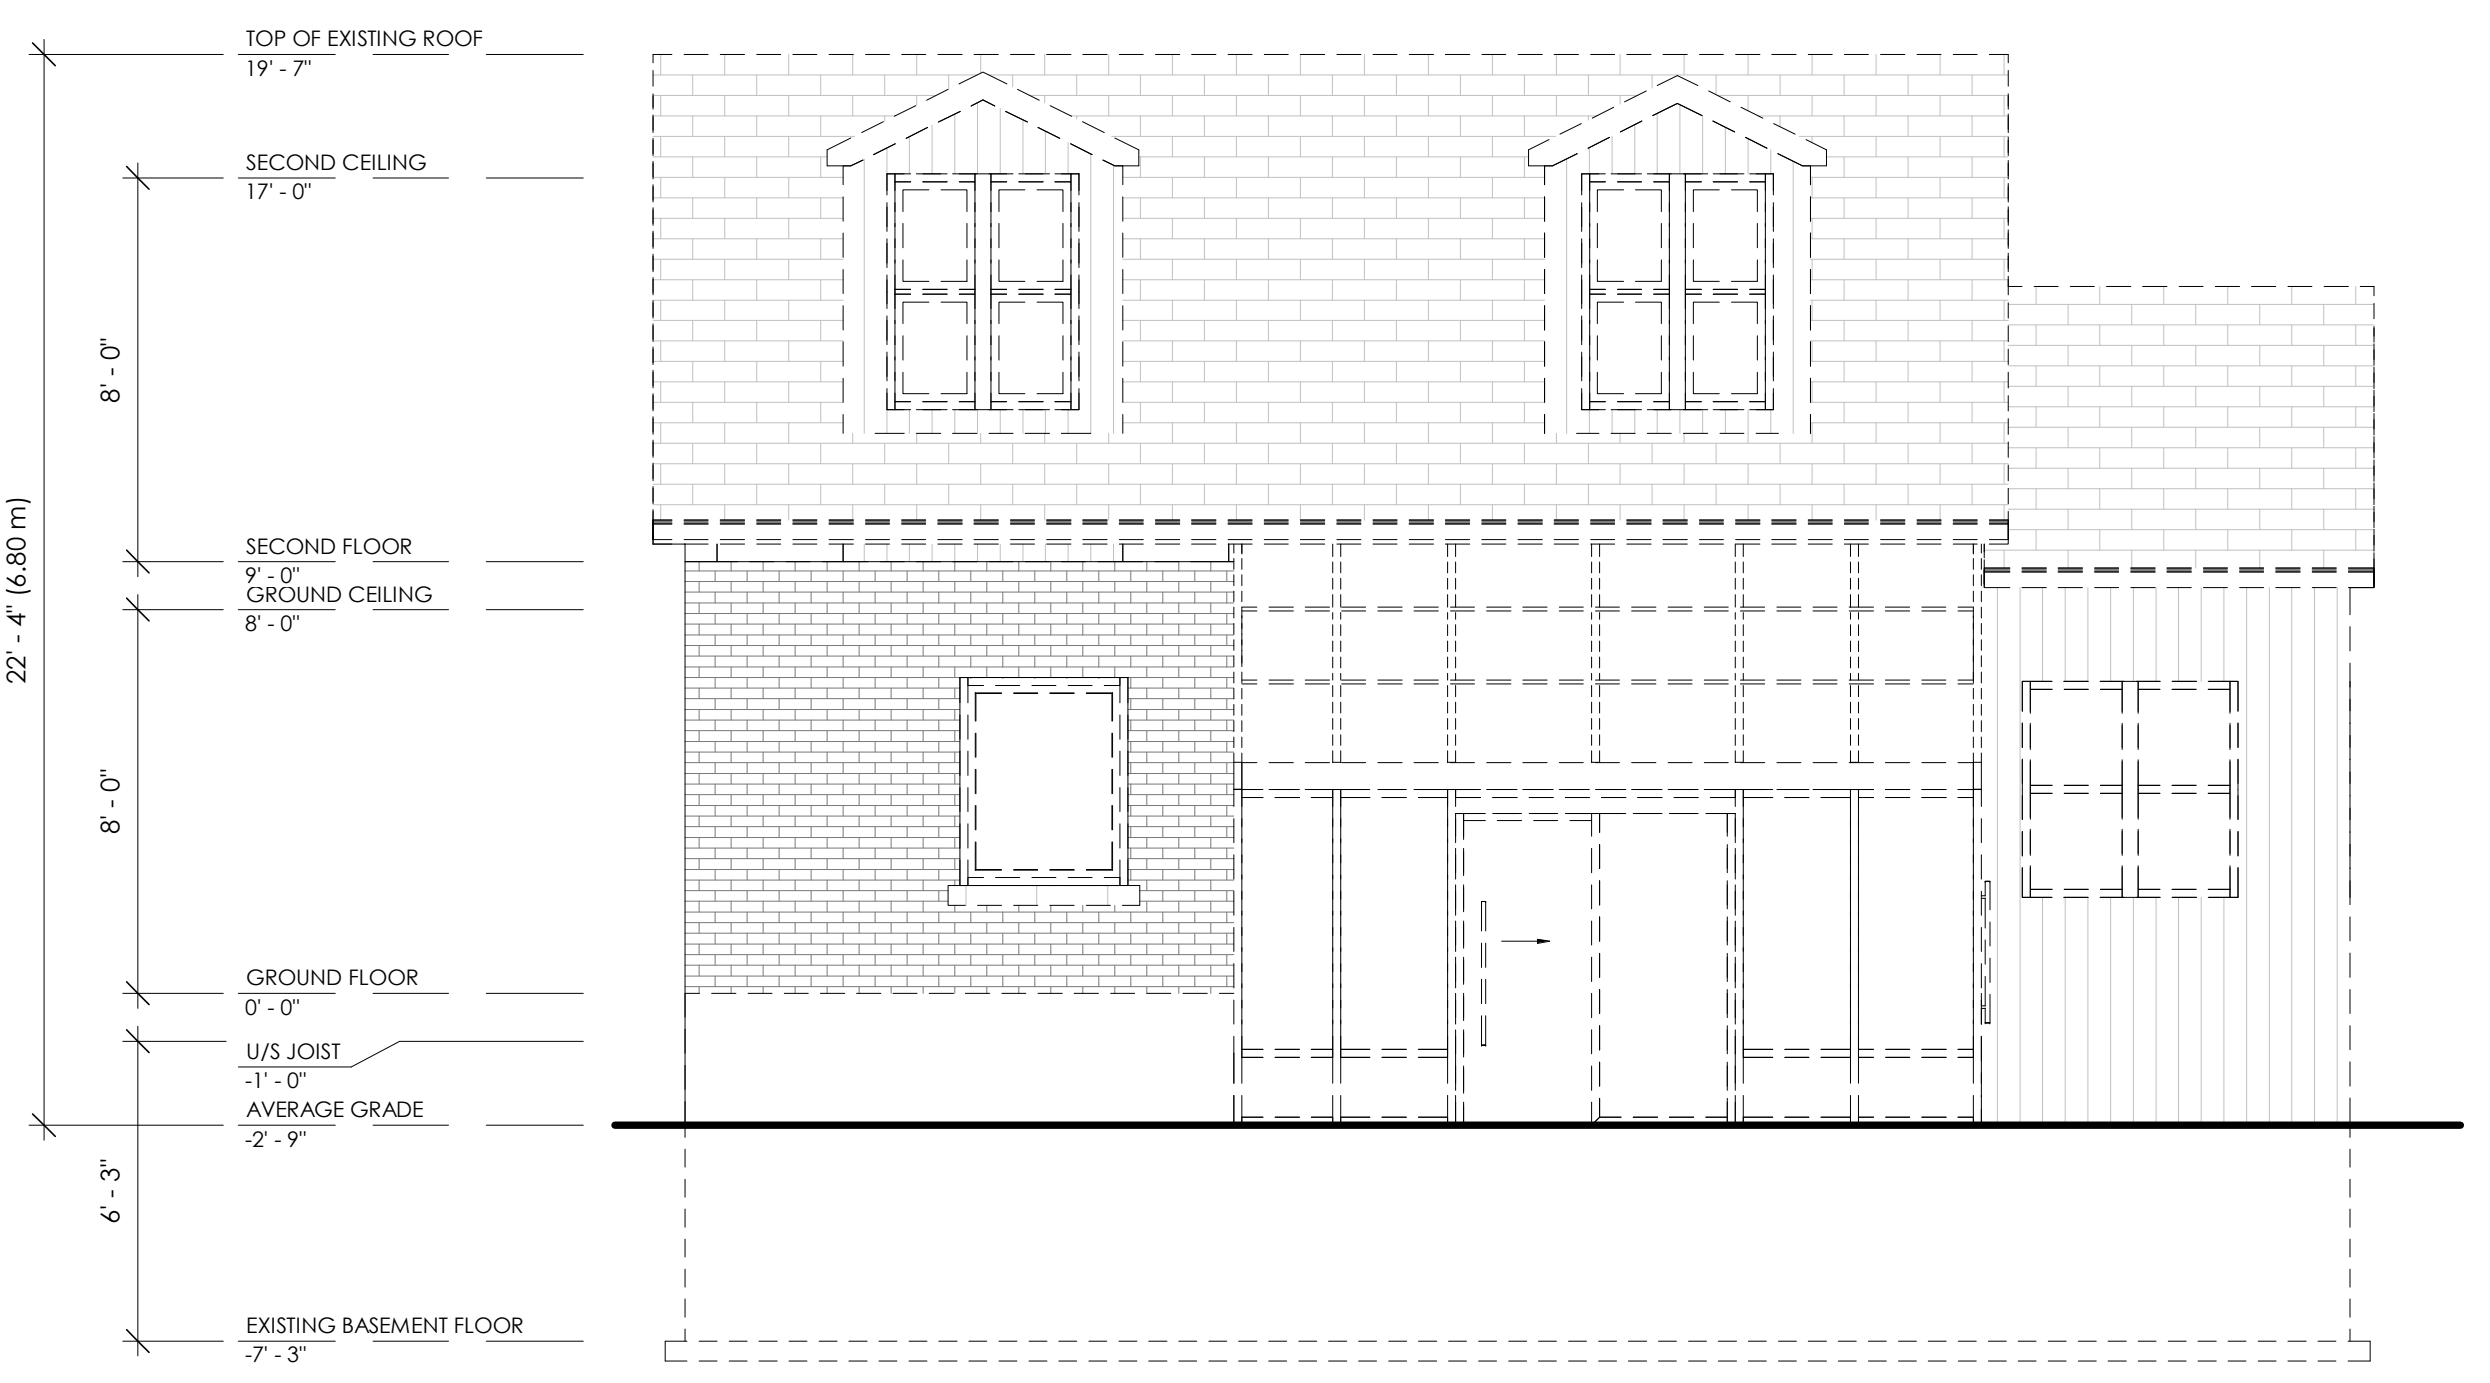 TOP OF EXISTING ROOF
19' - 7"
SECOND CEILING
17' - 0"
8' - 0"
22' - 4" (6.80 m)
SECOND FLOOR
9' - 0"
GROUND CEILING
8' - 0"
8' - 0"
GROUND FLOOR
0' - 0"
U/S JOIST
-1' - 0"
AVERAGE GRADE
-2' - 9"
6' - 3"
EXISTING BASEMENT FLOOR
-7' - 3"